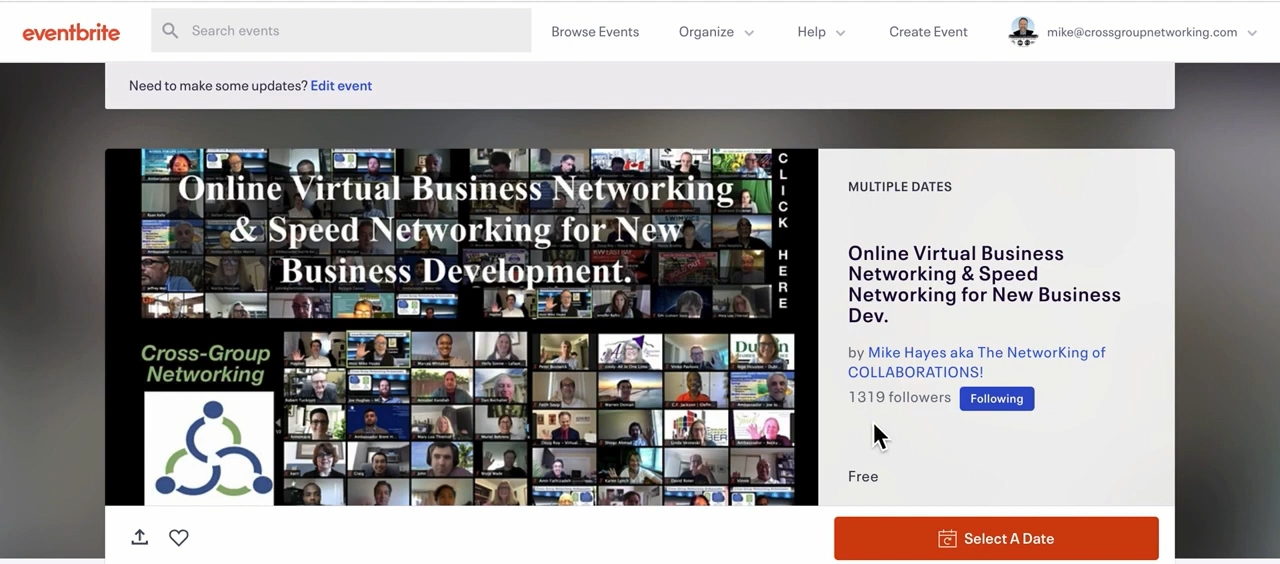 eventbrite
Search events
Browse Events
Organize
Help
Create Event
mike@crossgroupnetworking.com
Need to make some updates? Edit event
Online Virtual Business Networking
& Speed Networking for New
Business Development.
CLICK HERE
Cross-Group
Networking
MULTIPLE DATES
Online Virtual Business
Networking & Speed
Networking for New Business
Dev.
by Mike Hayes aka The NetworKing of
COLLABORATIONS!
1319 followers
Following
Free
Select A Date